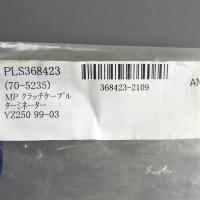 PLS368423
(70-5235)
MP クラッチケーブル
ターミネーター
YZ250 99-03
368423-2109
AN